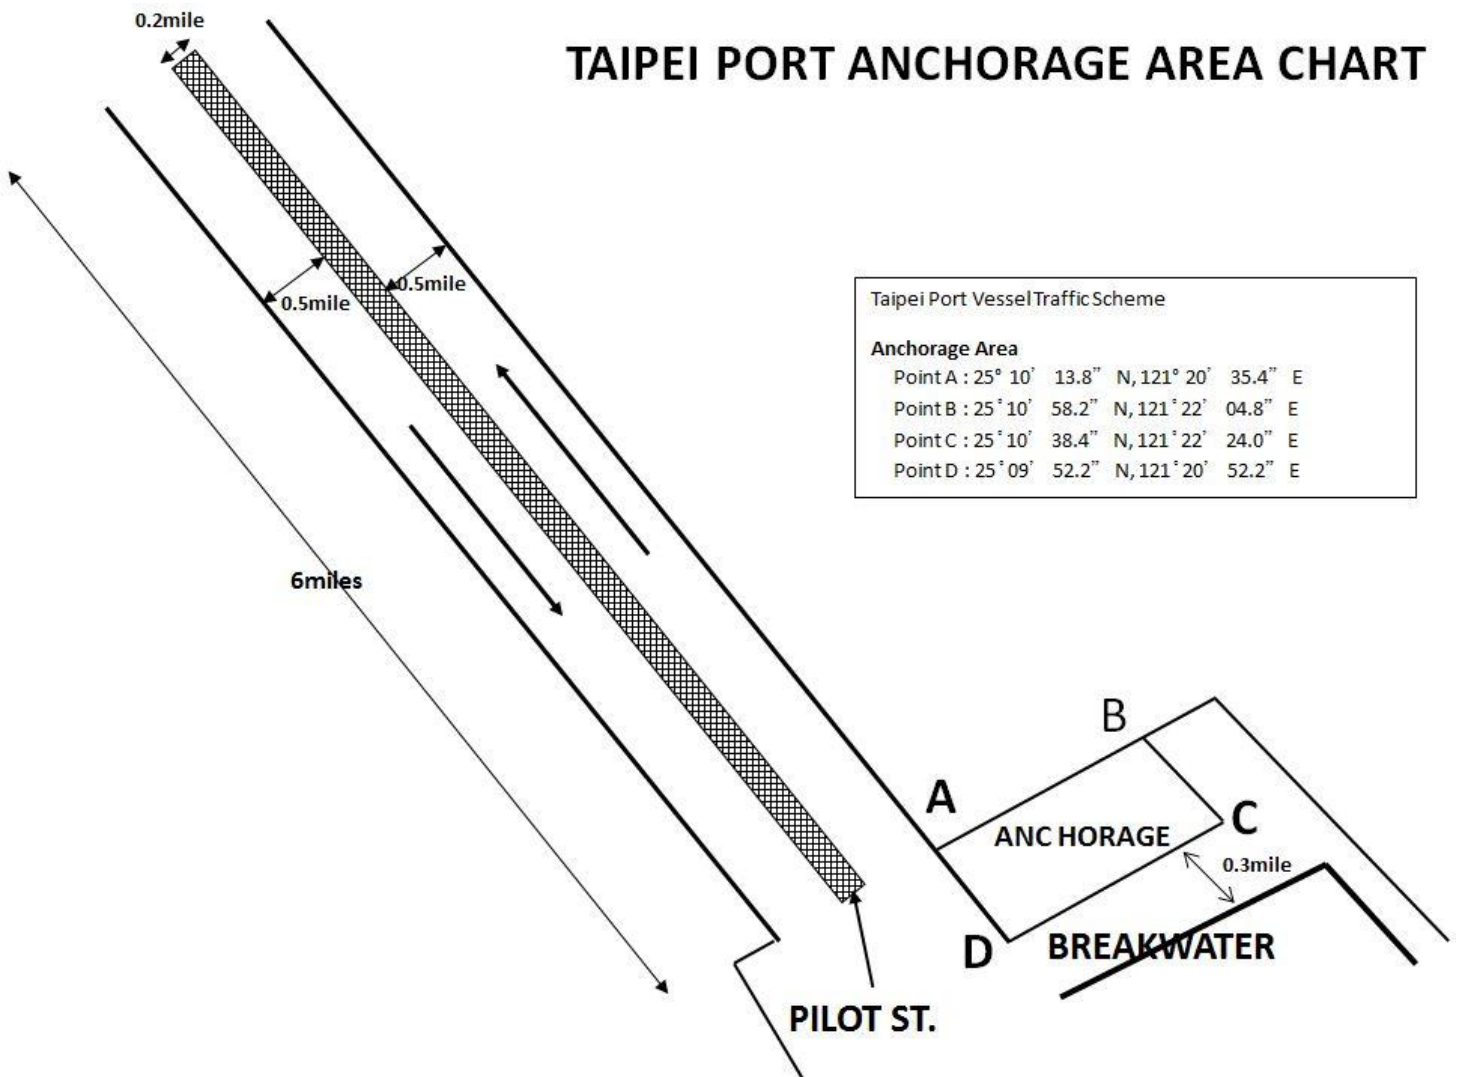 0.2mile
TAIPEI PORT ANCHORAGE AREA CHART
0.5mile
0.5mile
Taipei Port Vessel Traffic Scheme
Anchorage Area
Point A : 25° 10' 13.8" N, 121° 20' 35.4" E
Point B : 25° 10' 58.2" N, 121° 22' 04.8" E
Point C : 25° 10' 38.4" N, 121° 22' 24.0" E
Point D : 25° 09' 52.2" N, 121° 20' 52.2" E
6miles
B
A
C
ANC HORAGE
0.3mile
D
BREAKWATER
PILOT ST.